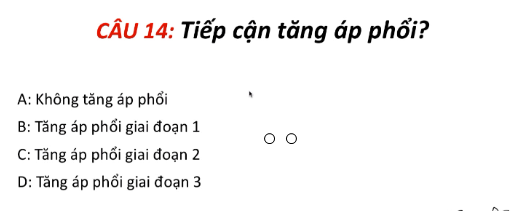 CÂU 14: Tiếp cận tăng áp phổi?
A: Không tăng áp phổi
B: Tăng áp phổi giai đoạn 1
C: Tăng áp phổi giai đoạn 2
D: Tăng áp phổi giai đoạn 3